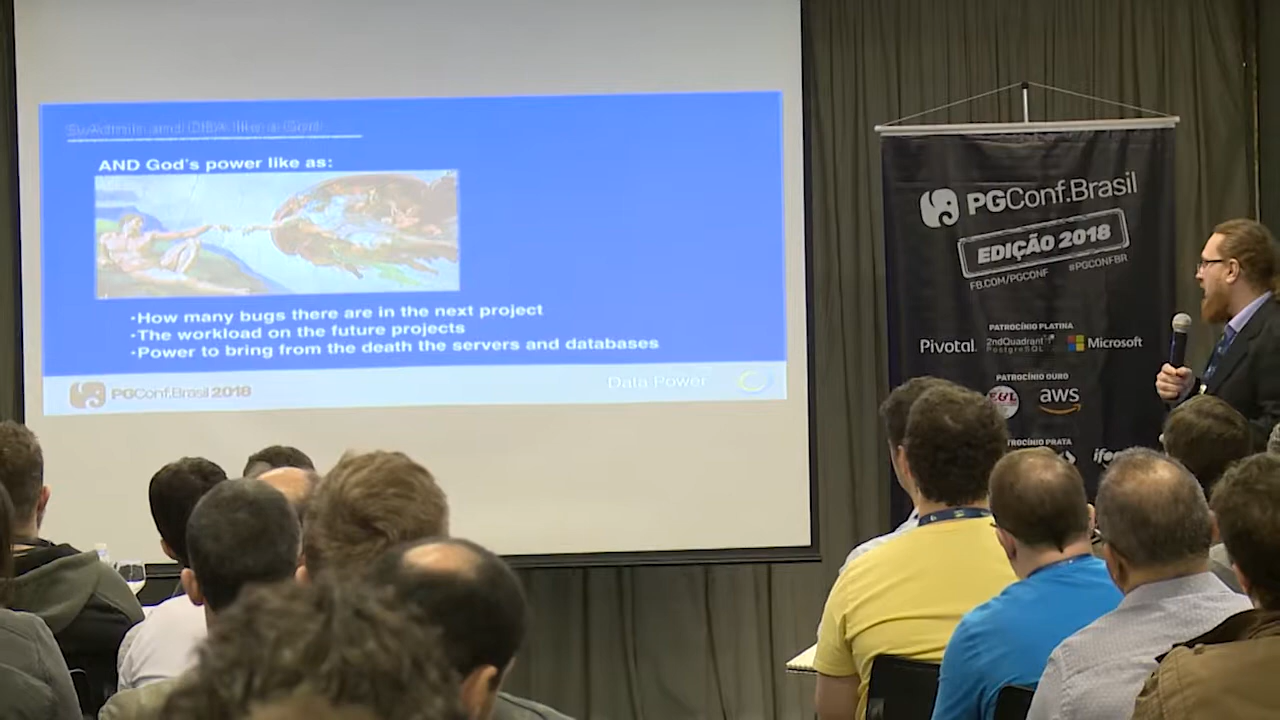 SyAdmin and DBA like a God
AND God's power like as:
•How many bugs there are in the next project
•The workload on the future projects
•Power to bring from the death the servers and databases
PGConf.Brasil 2018
Data Power
PGConf.Brasil
EDIÇÃO 2018
FB.COM/PGCONF #PGCONFBR
PATROCÍNIO PLATINA
Pivotal. 2ndQuadrant PostgreSQL Microsoft
PATROCÍNIO OURO
E&L aws
PATROCÍNIO PRATA